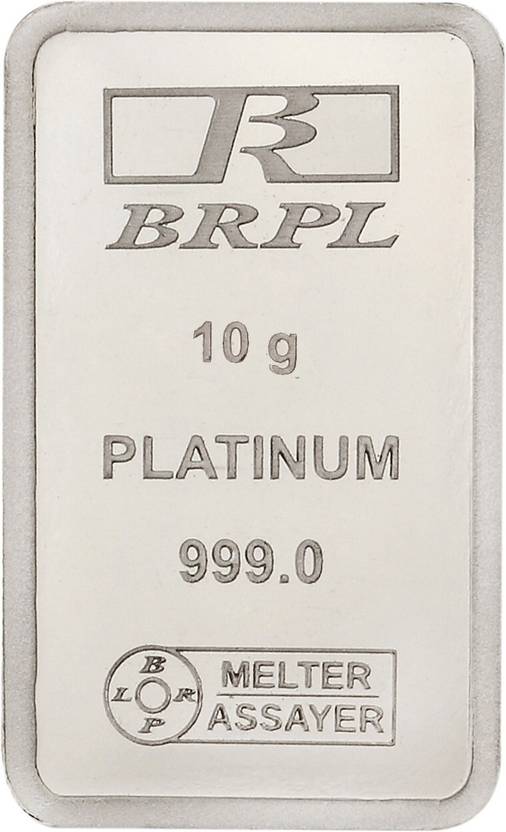 BRPL
10 g
PLATINUM
999.0
B
L R
P
MELTER
ASSAYER